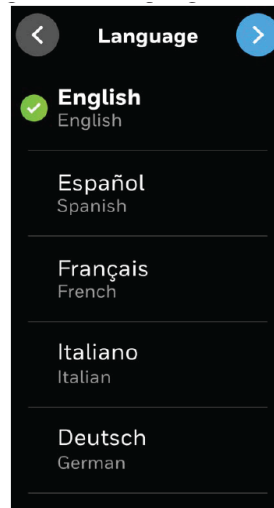 Language
English
English
Español
Spanish
Français
French
Italiano
Italian
Deutsch
German